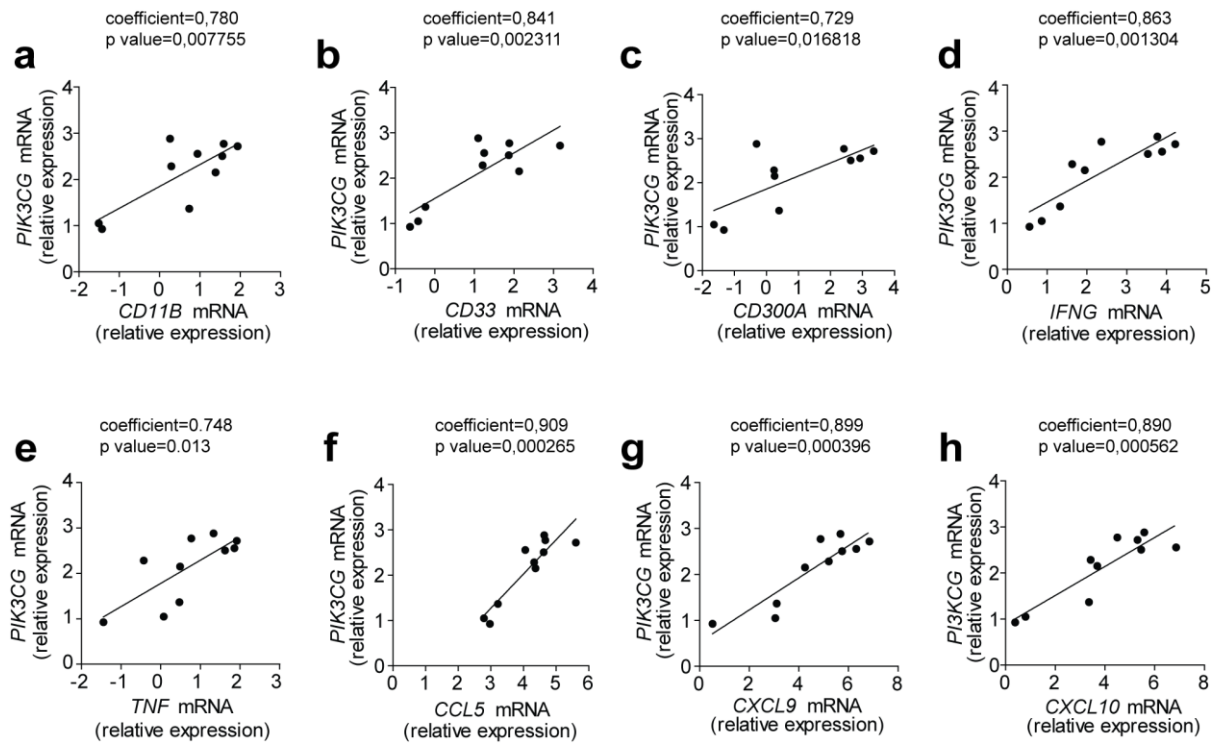 coefficient=0,780
p value=0,007755
a
PIK3CG mRNA
(relative expression)
4
3
2
1
0
-2 -1 0 1 2 3
CD11B mRNA
(relative expression)
coefficient=0,841
p value=0,002311
b
PIK3CG mRNA
(relative expression)
4
3
2
1
0
-1 0 1 2 3 4
CD33 mRNA
(relative expression)
coefficient=0,729
p value=0,016818
c
PIK3CG mRNA
(relative expression)
4
3
2
1
0
-2 -1 0 1 2 3 4
CD300A mRNA
(relative expression)
coefficient=0,863
p value=0,001304
d
PIK3CG mRNA
(relative expression)
4
3
2
1
0
0 1 2 3 4 5
IFNG mRNA
(relative expression)
coefficient=0.748
p value=0.013
e
PIK3CG mRNA
(relative expression)
4
3
2
1
0
-2 -1 0 1 2 3
TNF mRNA
(relative expression)
coefficient=0,909
p value=0,000265
f
PIK3CG mRNA
(relative expression)
4
3
2
1
0
0 1 2 3 4 5 6
CCL5 mRNA
(relative expression)
coefficient=0,899
p value=0,000396
g
PIK3CG mRNA
(relative expression)
4
3
2
1
0
0 2 4 6 8
CXCL9 mRNA
(relative expression)
coefficient=0,890
p value=0,000562
h
PI3KCG mRNA
(relative expression)
4
3
2
1
0
0 2 4 6 8
CXCL10 mRNA
(relative expression)